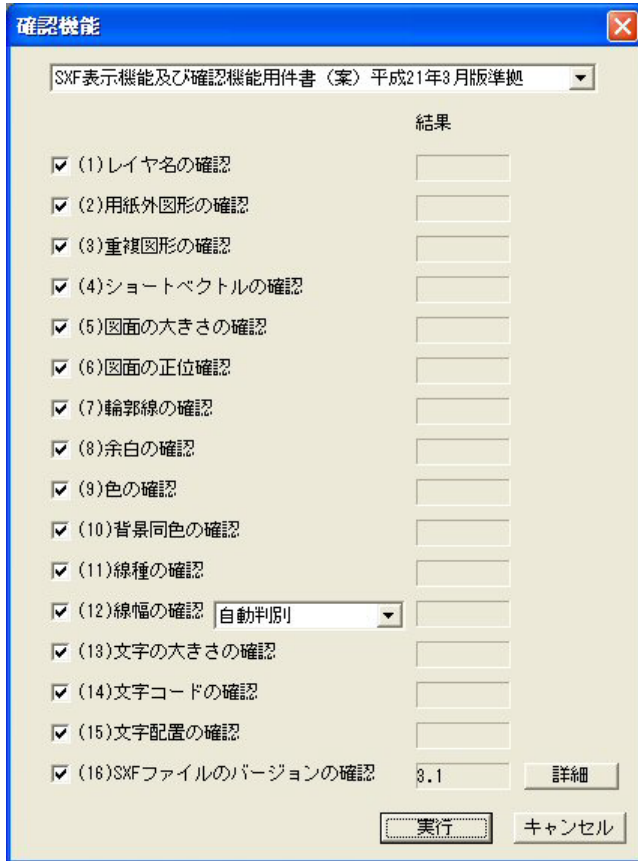 確認機能
SXF表示機能及び確認機能用件書（案）平成21年3月版準拠
結果
(1)レイヤ名の確認
(2)用紙外図形の確認
(3)重複図形の確認
(4)ショートベクトルの確認
(5)図面の大きさの確認
(6)図面の正位確認
(7)輪郭線の確認
(8)余白の確認
(9)色の確認
(10)背景同色の確認
(11)線種の確認
(12)線幅の確認 自動判別
(13)文字の大きさの確認
(14)文字コードの確認
(15)文字配置の確認
(16)SXFファイルのバージョンの確認 3.1 詳細
実行 キャンセル